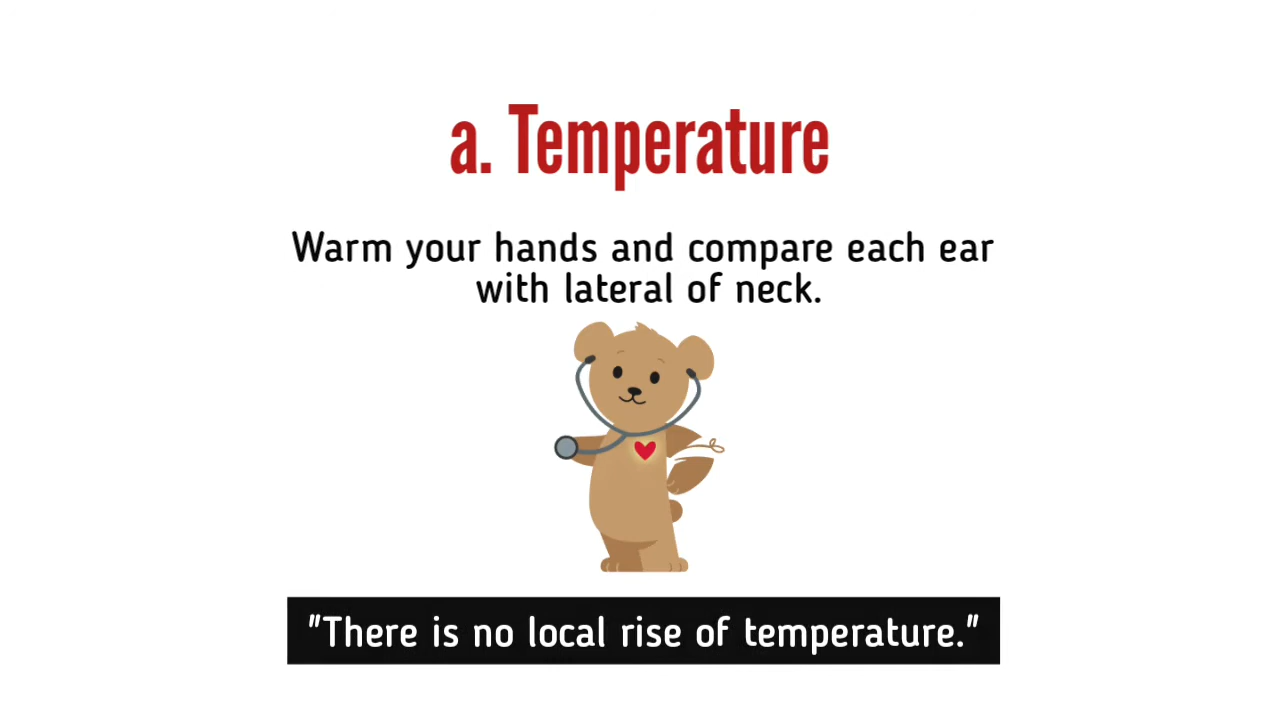 a. Temperature
Warm your hands and compare each ear
with lateral of neck.
"There is no local rise of temperature."